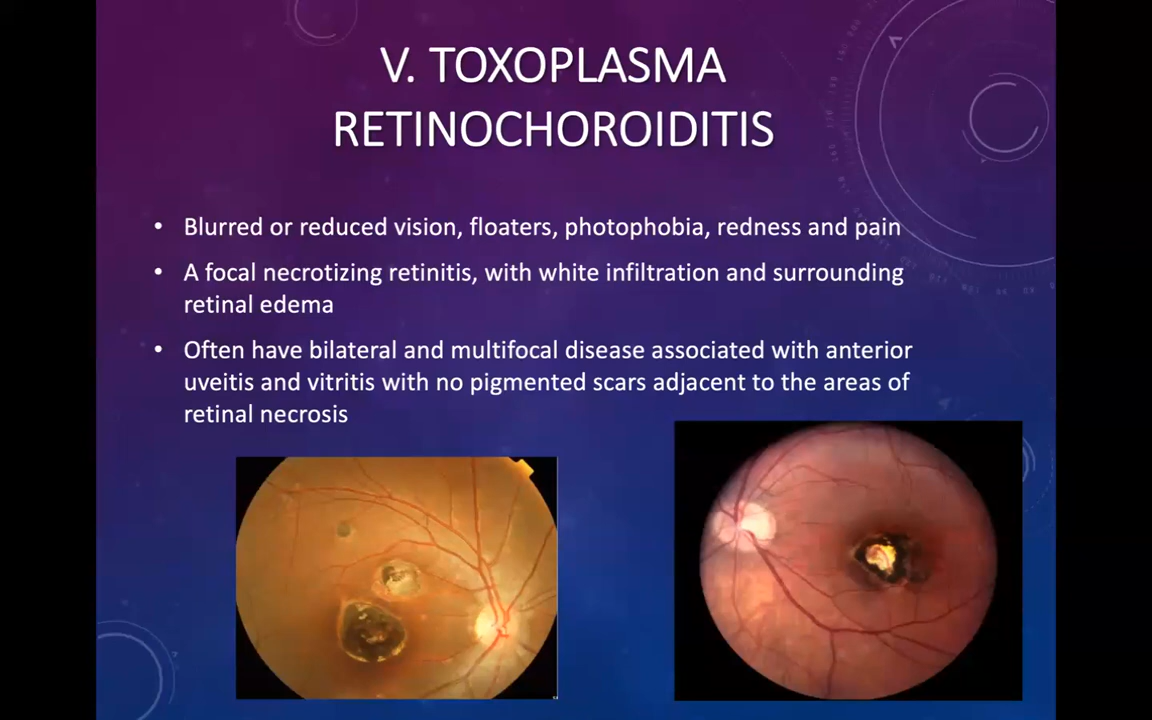 V. TOXOPLASMA
RETINOCHOROIDITIS
• Blurred or reduced vision, floaters, photophobia, redness and pain
• A focal necrotizing retinitis, with white infiltration and surrounding
retinal edema
• Often have bilateral and multifocal disease associated with anterior
uveitis and vitritis with no pigmented scars adjacent to the areas of
retinal necrosis